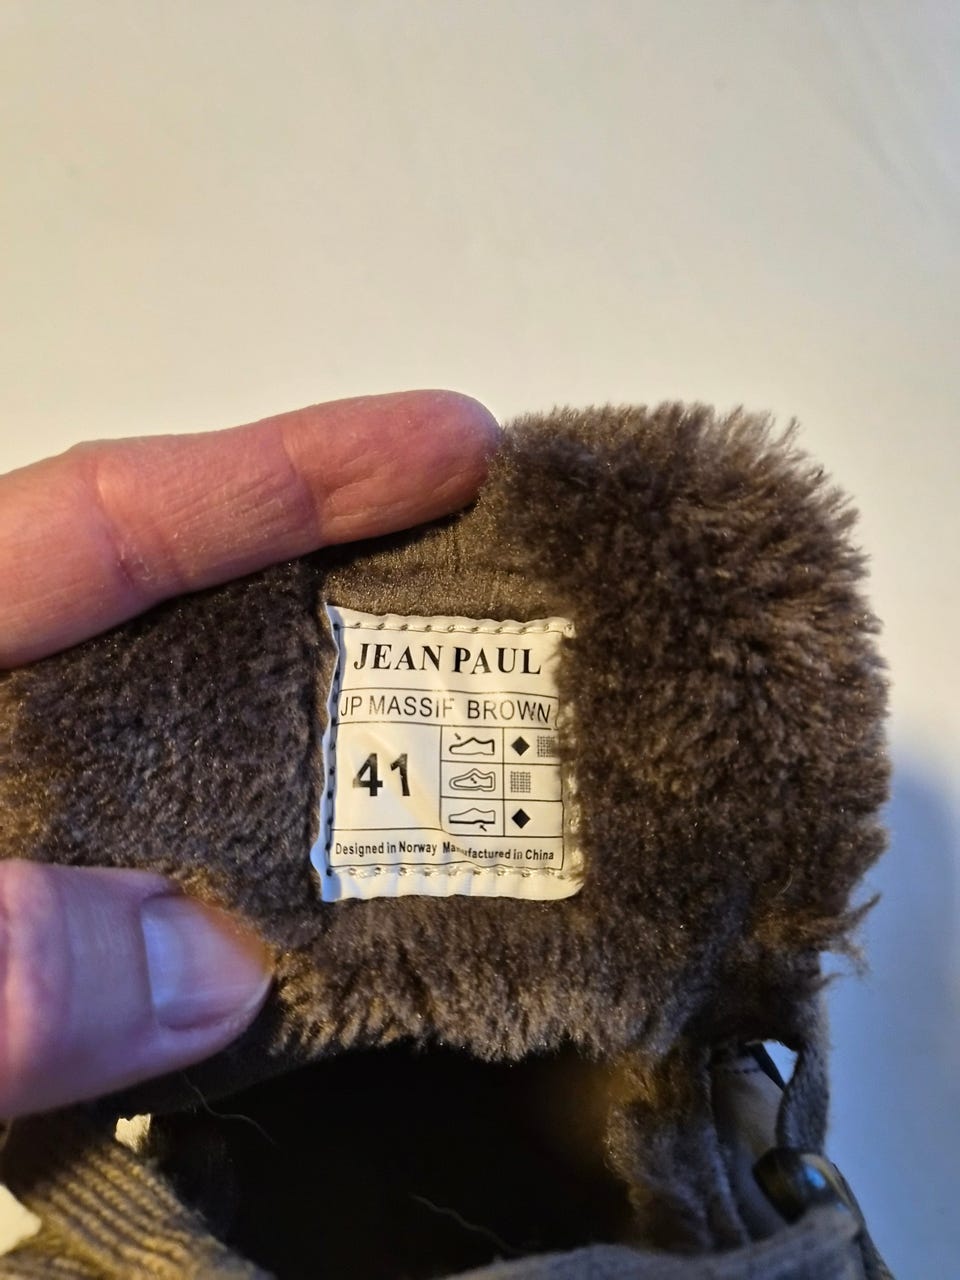 JEAN PAUL
JP MASSIF BROWN
41
Designed in Norway Manufactured in China